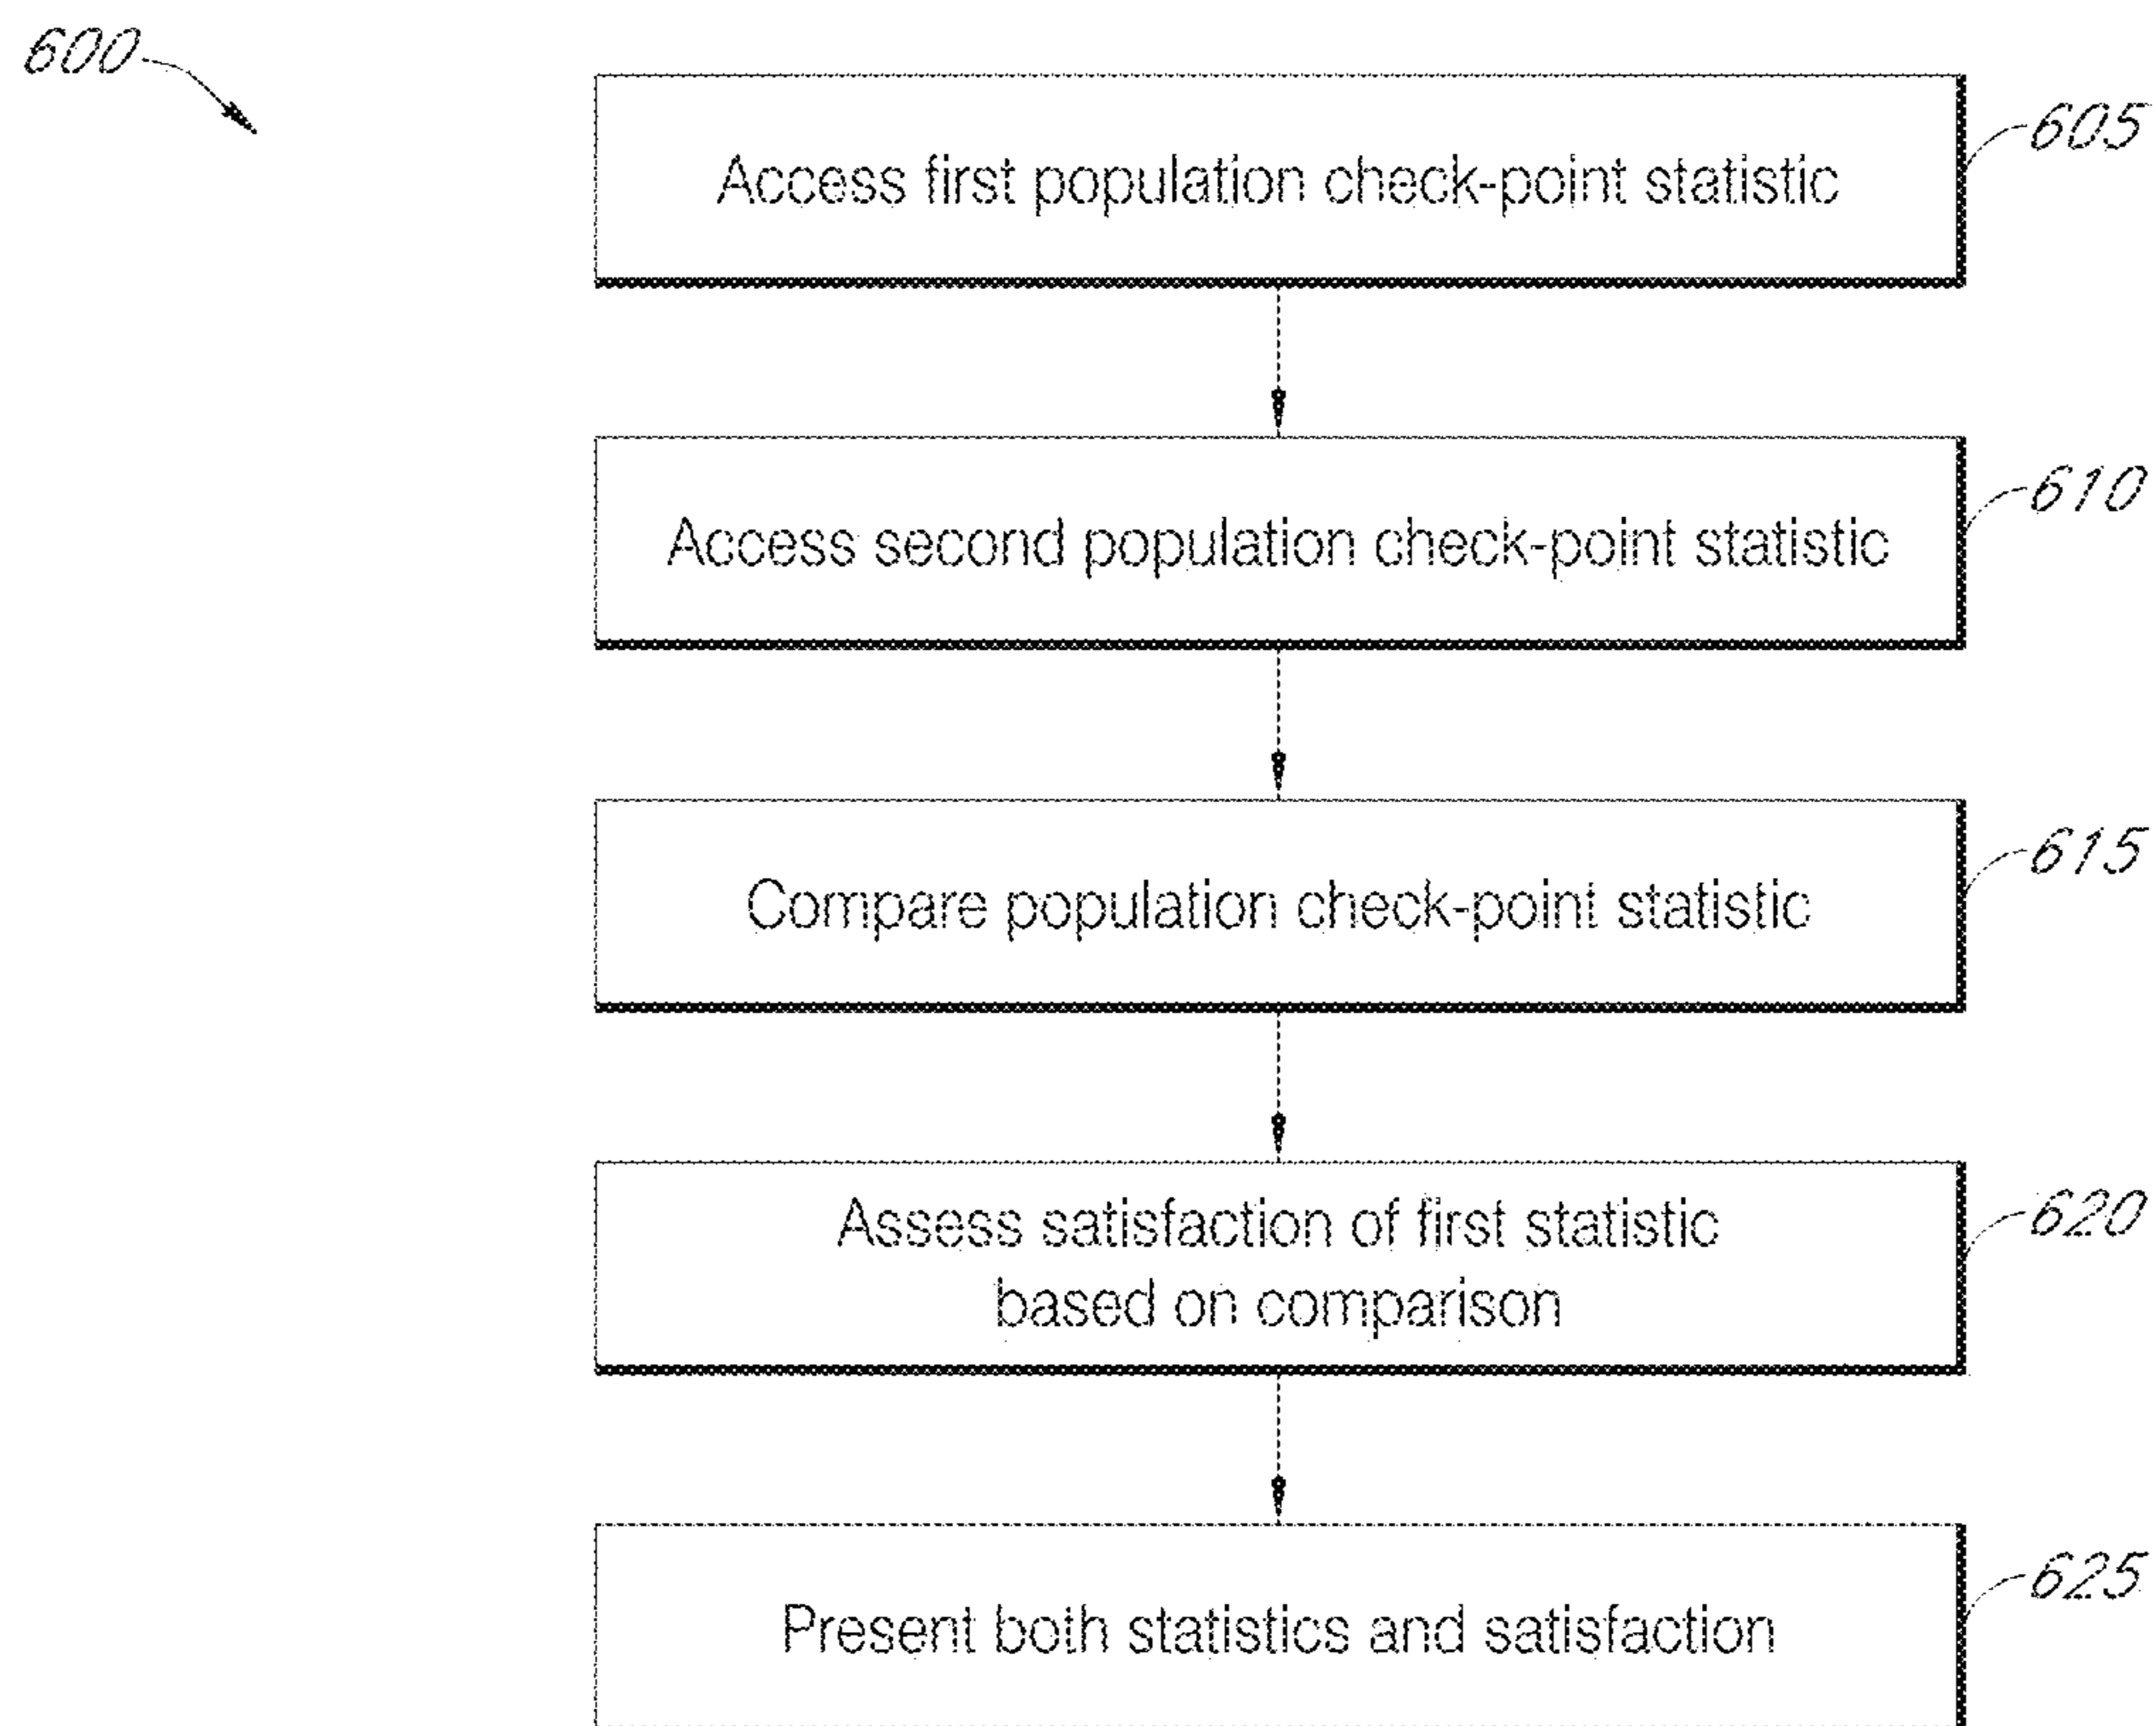 600
Access first population check-point statistic
605
Access second population check-point statistic
610
Compare population check-point statistic
615
Assess satisfaction of first statistic
based on comparison
620
Present both statistics and satisfaction
625